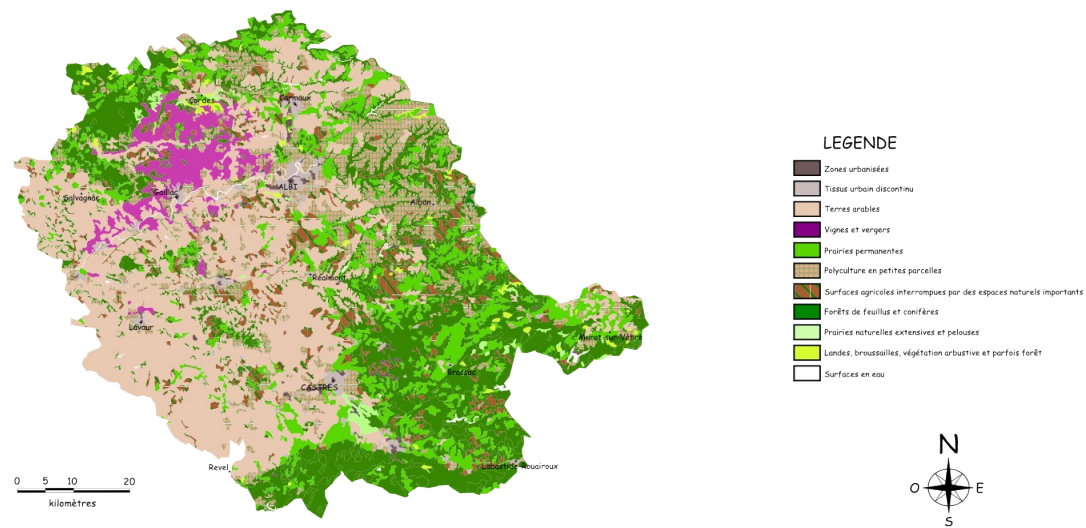 Cordes
Carmaux
ALBI
Salvagnac
Gaillac
Alban
Réalmont
Lavaur
Murat-sur-Vèbre
Brassac
CASTRES
Revel
Labastide-Rouairoux
0 5 10 20
kilomètres
LEGENDE
Zones urbanisées
Tissus urbain discontinu
Terres arables
Vignes et vergers
Prairies permanentes
Polyculture en petites parcelles
Surfaces agricoles interrompues par des espaces naturels importants
Forêts de feuillus et conifères
Prairies naturelles extensives et pelouses
Landes, broussailles, végétation arbustive et parfois forêt
Surfaces en eau
N
O E
S